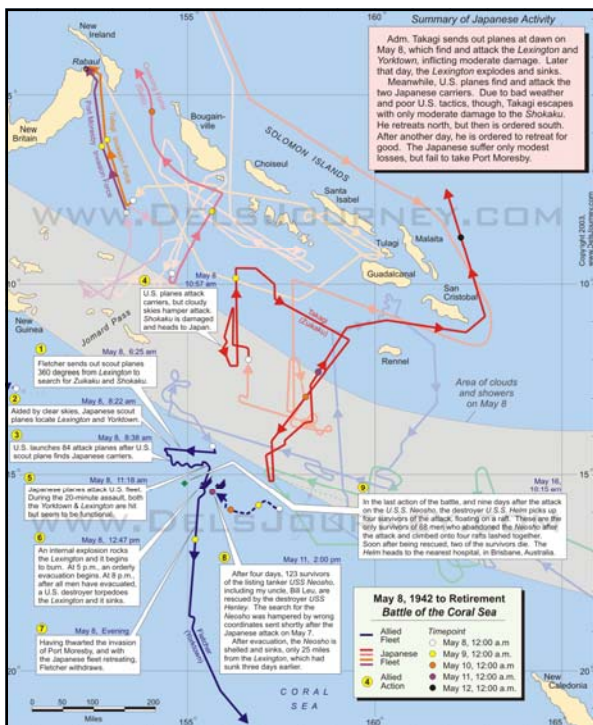 155
160
Summary of Japanese Activity
Adm. Takagi sends out planes at dawn on
May 8, which find and attack the Lexington and
Yorktown, inflicting moderate damage. Later
that day, the Lexington explodes and sinks.
Meanwhile, U.S. planes find and attack the
two Japanese carriers. Due to bad weather
and poor U.S. tactics, though, Takagi escapes
with only moderate damage to the Shokaku.
He retreats north, but then is ordered south.
After another day, he is ordered to retreat for
good. The Japanese suffer only modest
losses, but fail to take Port Moresby.
New
Ireland
Rabaul
5
New
Britain
Port Moresby Invasion Force
Bougain-
ville
Choiseul
SOLOMON ISLANDS
Santa
Isabel
WWW.DELSJOURNEY.COM
Tulagi
Malaita
Guadalcanal
San
Cristobal
Copyright 2003,
www.DelsJourney.com
10
New
Guinea
Jomard Pass
May 8
10:57 am
4
U.S. planes attack
carriers, but cloudy
skies hamper attack.
Shokaku is damaged
and heads to Japan.
Takagi
(Zuikaku)
Rennel
Area of clouds
and showers
on May 8
1
May 8, 6:25 am
Fletcher sends out scout planes
360 degrees from Lexington to
search for Zuikaku and Shokaku.
2
May 8, 8:22 am
Aided by clear skies, Japanese scout
planes locate Lexington and Yorktown.
3
May 8, 8:38 am
U.S. launches 84 attack planes after U.S.
scout plane finds Japanese carriers.
5
May 8, 11:18 am
Japanese planes attack U.S. fleet.
During the 20-minute assault, both
the Yorktown & Lexington are hit
but seem to be functional.
15
15
6
May 8, 12:47 pm
An internal explosion rocks
the Lexington and it begins
to burn. At 5 p.m., an orderly
evacuation begins. At 8 p.m.,
after all men have evacuated,
a U.S. destroyer torpedoes
the Lexington and it sinks.
7
May 8, Evening
Having thwarted the invasion
of Port Moresby, and with
the Japanese fleet retreating,
Fletcher withdraws.
8
May 11, 2:00 pm
After four days, 123 survivors
of the listing tanker USS Neosho,
including my uncle, Bill Leu, are
rescued by the destroyer USS
Henley. The search for the
Neosho was hampered by wrong
coordinates sent shortly after the
Japanese attack on May 7.
After evacuation, the Neosho is
shelled and sinks, only 25 miles
from the Lexington, which had
sunk three days earlier.
9
May 16,
10:15 am
In the last action of the battle, and nine days after the attack
on the U.S.S. Neosho, the destroyer U.S.S. Helm picks up
four survivors of the attack, floating on a raft. These are the
only survivors of 68 men who abandoned the Neosho after
the attack and climbed onto four rafts lashed together.
Soon after being rescued, two of the survivors die. The
Helm heads to the nearest hospital, in Brisbane, Australia.
Fletcher
(Yorktown)
May 8, 1942 to Retirement
Battle of the Coral Sea
Allied
Fleet
Japanese
Fleet
4
Allied
Action
Timepoint
May 8, 12:00 a.m
May 9, 12:00 a.m.
May 10, 12:00 a.m
May 11, 12:00 a.m
May 12, 12:00 a.m.
20
20
0
50
100
150
200
Miles
155
160
165
CORAL
SEA
New
Caledonia